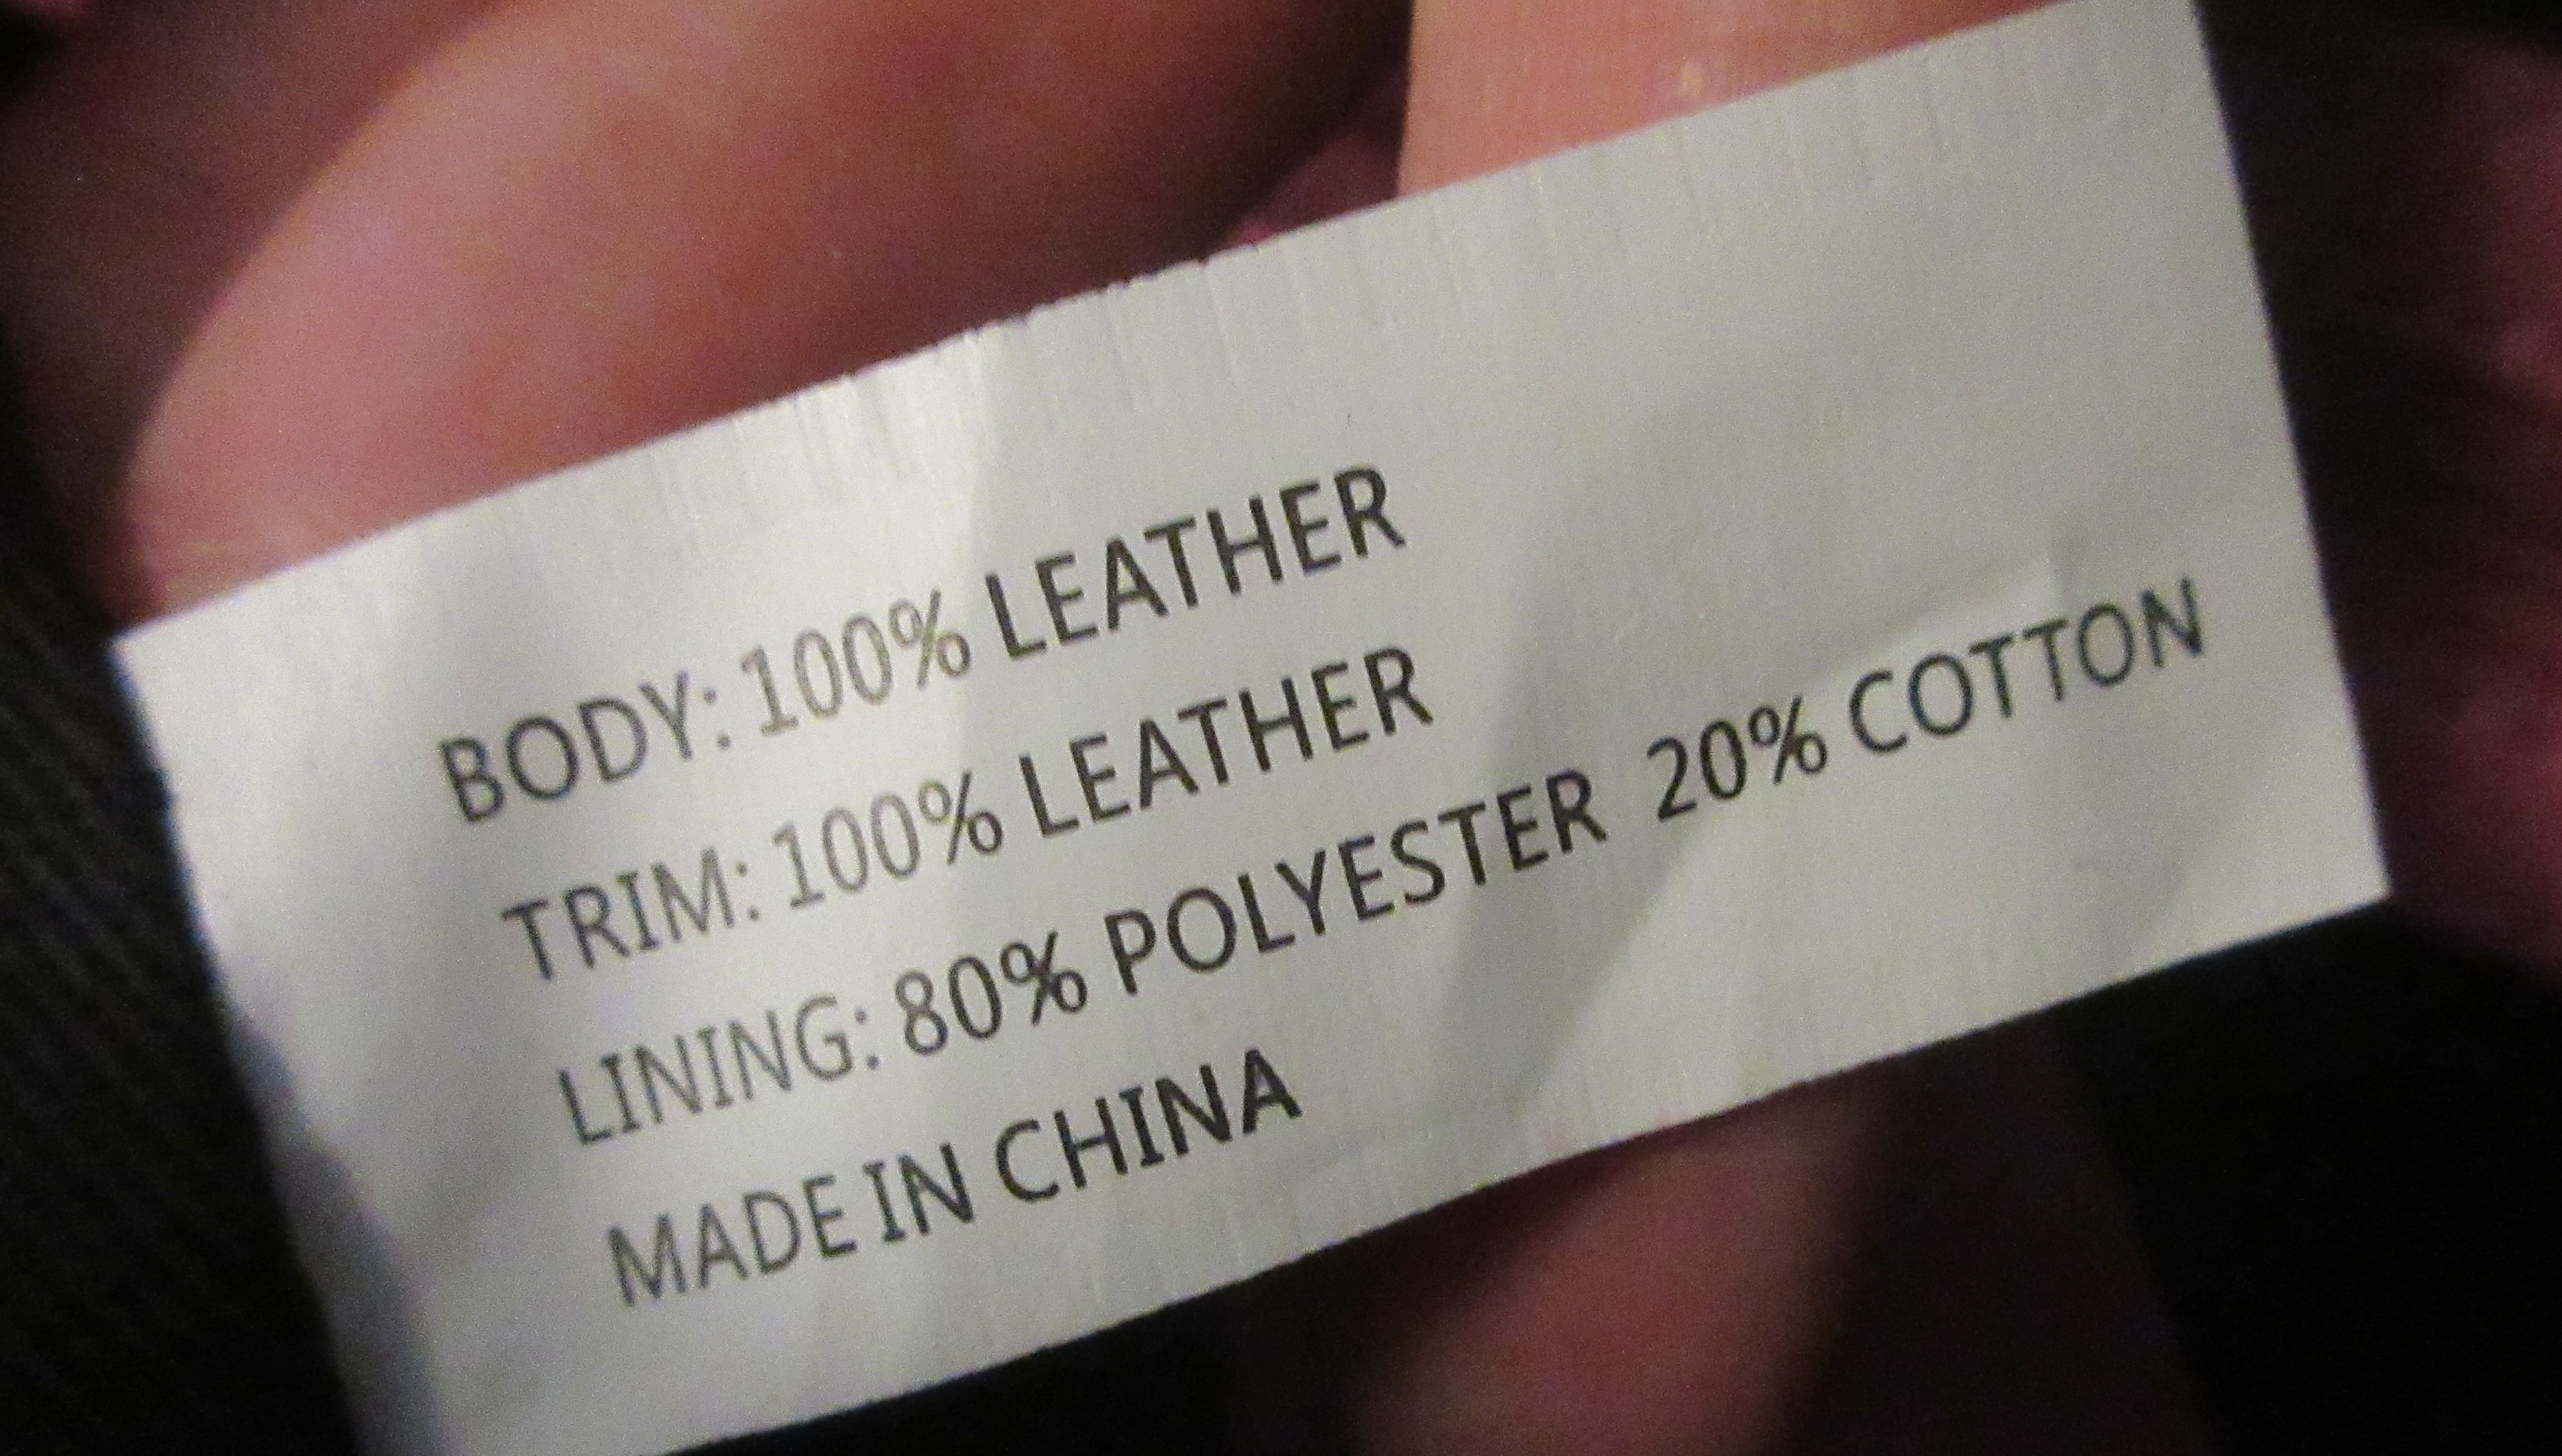 BODY: 100% LEATHER
TRIM: 100% LEATHER
LINING: 80% POLYESTER 20% COTTON
MADE IN CHINA